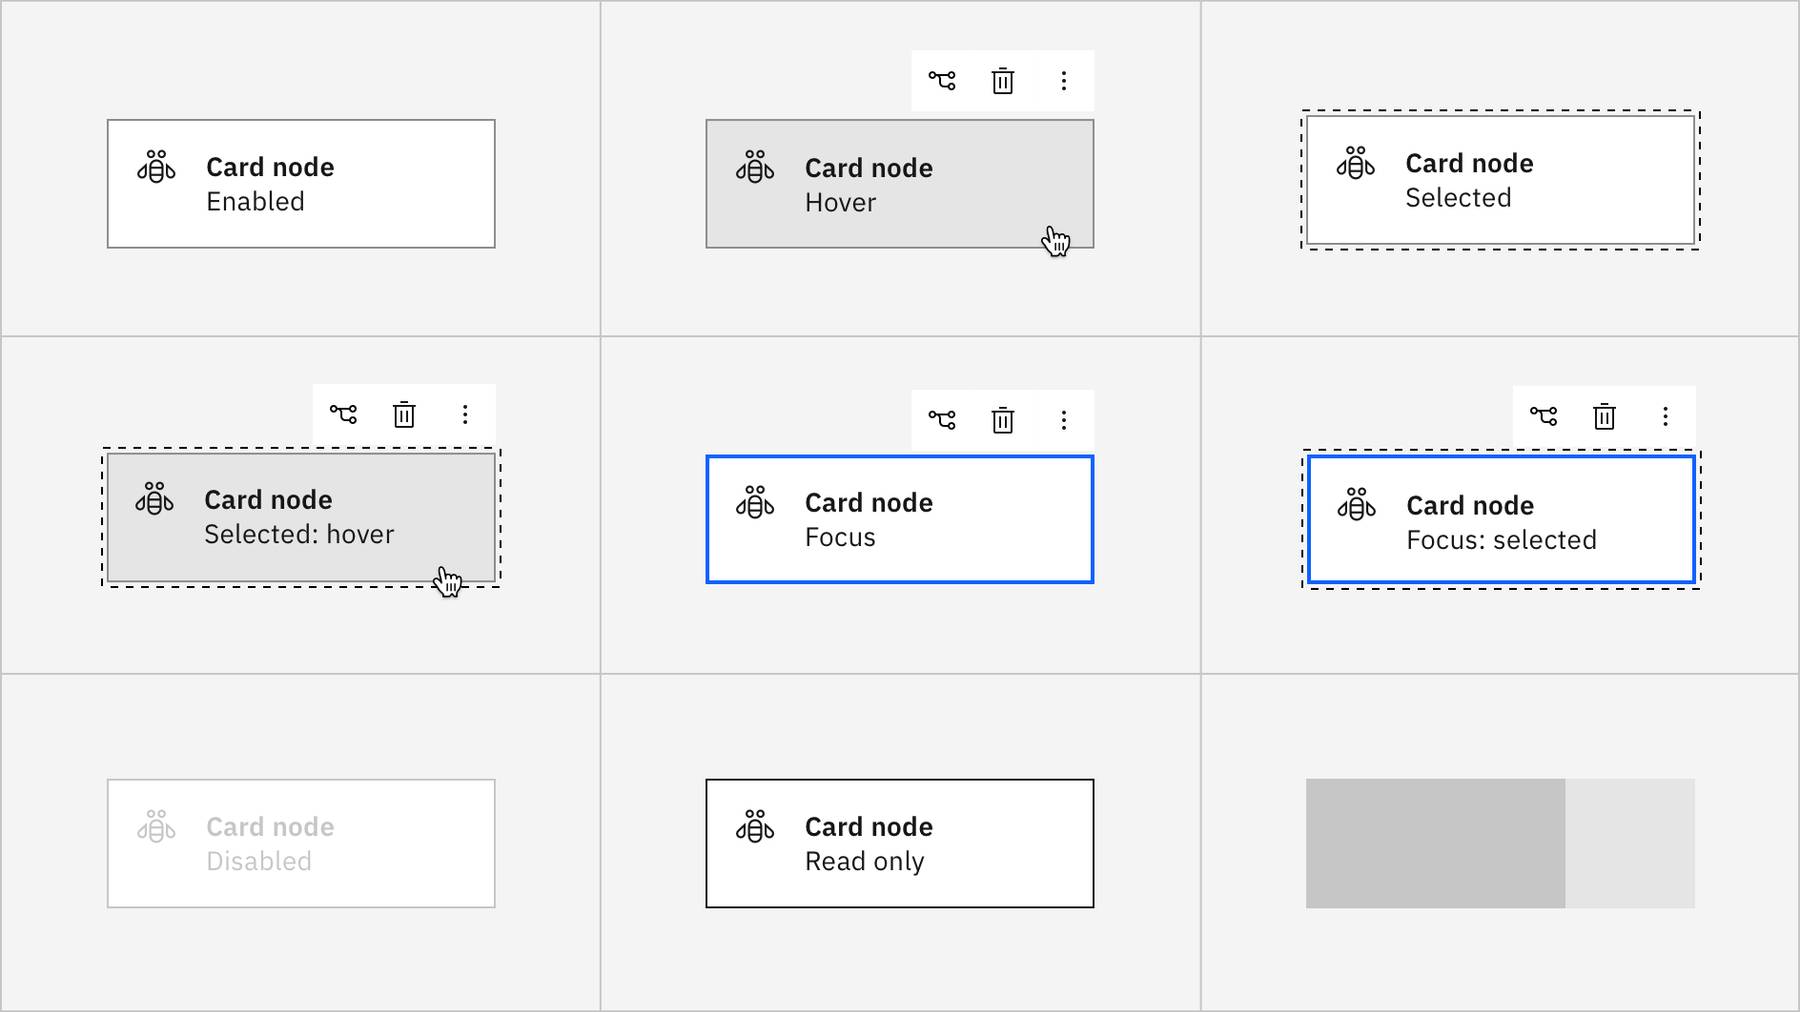 Card node
Enabled
Card node
Hover
Card node
Selected
Card node
Selected: hover
Card node
Focus
Card node
Focus: selected
Card node
Disabled
Card node
Read only